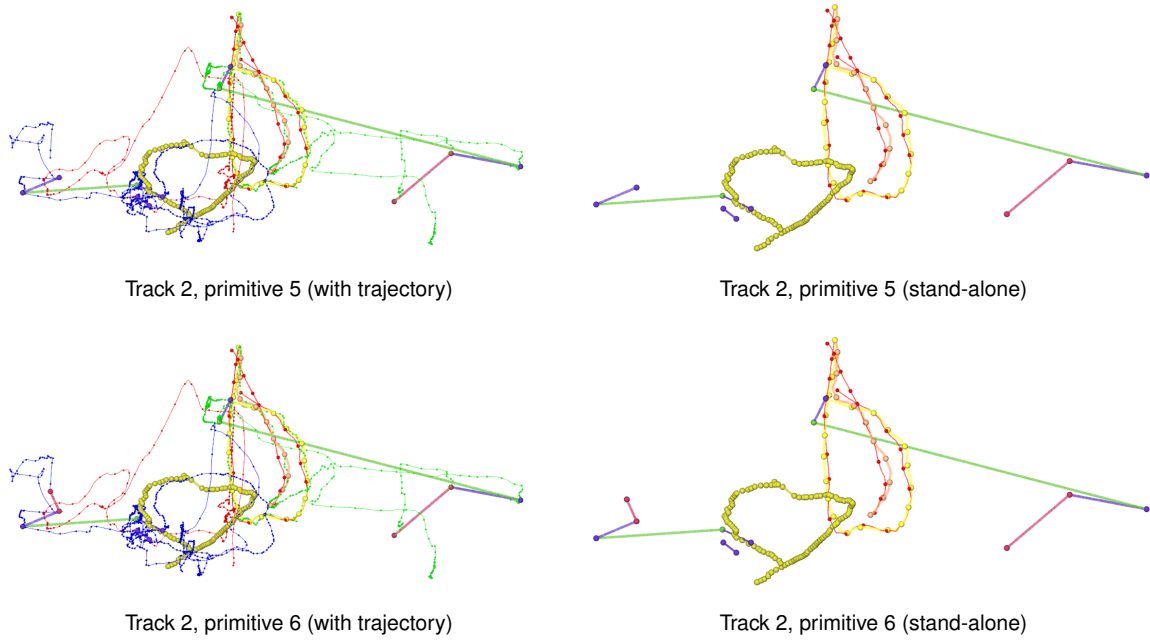 Track 2, primitive 5 (with trajectory)
Track 2, primitive 5 (stand-alone)
Track 2, primitive 6 (with trajectory)
Track 2, primitive 6 (stand-alone)